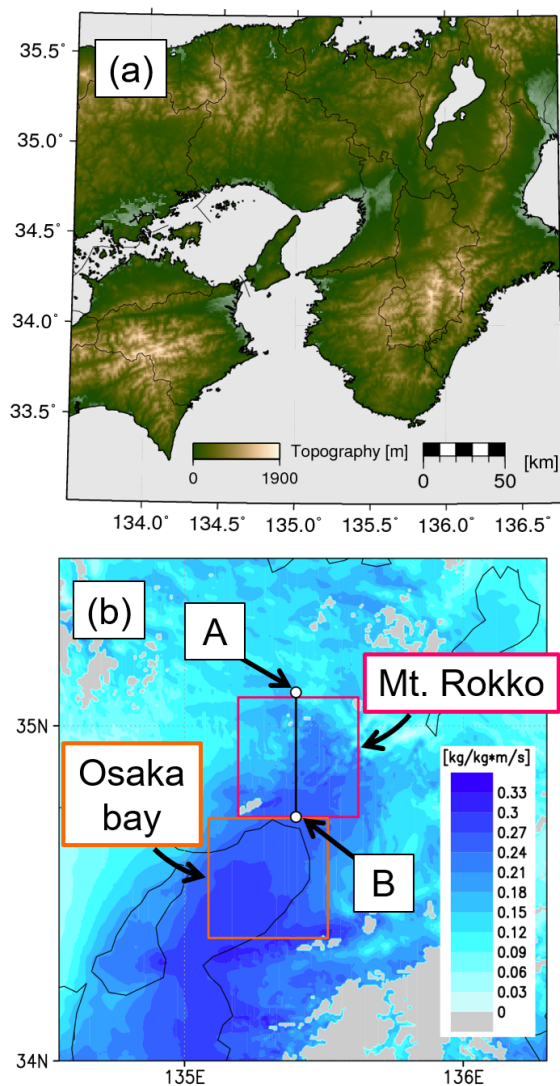 35.5°
(a)
35.0°
34.5°
34.0°
33.5°
Topography [m]
0
1900
0
50
[km]
134.0°
134.5°
135.0°
135.5°
136.0°
136.5°
(b)
A
Mt. Rokko
35N
Osaka
bay
B
[kg/kg*m/s]
0.33
0.3
0.27
0.24
0.21
0.18
0.15
0.12
0.09
0.06
0.03
0
34N
135E
136E